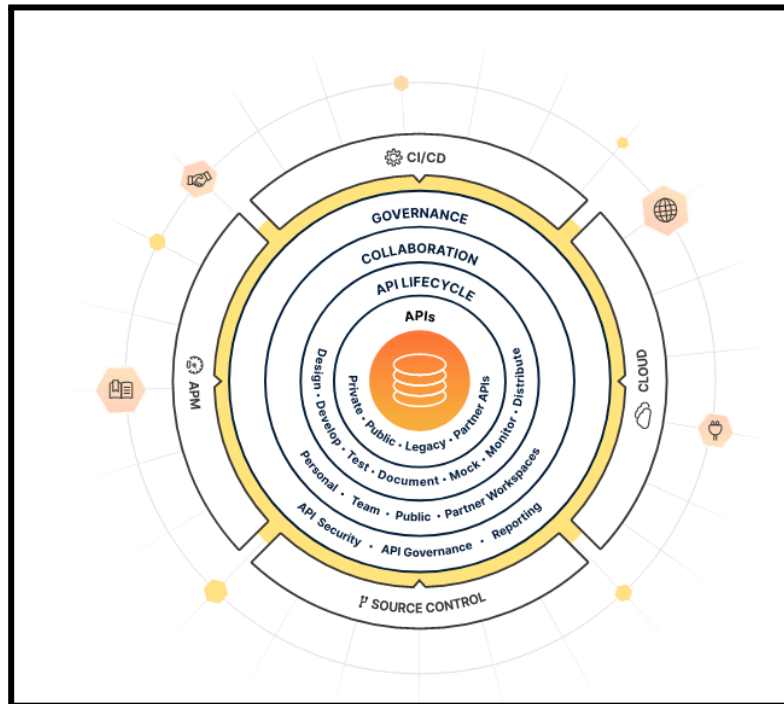 CI/CD
GOVERNANCE
COLLABORATION
API LIFECYCLE
APIs
Private • Public • Legacy • Partner APIs
Design • Develop • Test • Document • Mock • Monitor • Distribute
Personal • Team • Public • Partner Workspaces
API Security • API Governance • Reporting
APM
CLOUD
SOURCE CONTROL